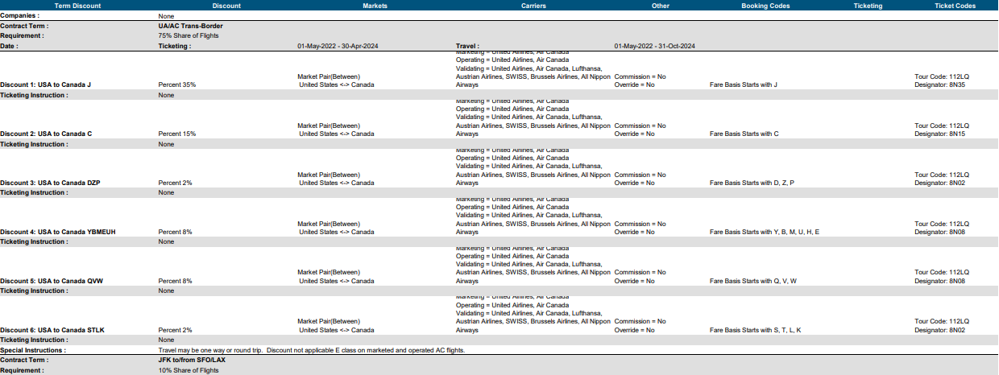 Term Discount Discount Markets Carriers Other Booking Codes Ticketing Ticket Codes
Companies : None
Contract Term : UA/AC Trans-Border
Requirement : 75% Share of Flights
Date : Ticketing : 01-May-2022 - 30-Apr-2024 Travel : 01-May-2022 - 31-Oct-2024
Marketing = United Airlines, Air Canada
Operating = United Airlines, Air Canada
Validating = United Airlines, Air Canada, Lufthansa,
Market Pair(Between) Austrian Airlines, SWISS, Brussels Airlines, All Nippon Commission = No Tour Code: 112LQ
Discount 1: USA to Canada J Percent 35% United States <-> Canada Airways Override = No Fare Basis Starts with J Designator: 8N35
Ticketing Instruction : None
Marketing = United Airlines, Air Canada
Operating = United Airlines, Air Canada
Validating = United Airlines, Air Canada, Lufthansa,
Market Pair(Between) Austrian Airlines, SWISS, Brussels Airlines, All Nippon Commission = No Tour Code: 112LQ
Discount 2: USA to Canada C Percent 15% United States <-> Canada Airways Override = No Fare Basis Starts with C Designator: 8N15
Ticketing Instruction : None
Marketing = United Airlines, Air Canada
Operating = United Airlines, Air Canada
Validating = United Airlines, Air Canada, Lufthansa,
Market Pair(Between) Austrian Airlines, SWISS, Brussels Airlines, All Nippon Commission = No Tour Code: 112LQ
Discount 3: USA to Canada DZP Percent 2% United States <-> Canada Airways Override = No Fare Basis Starts with D, Z, P Designator: 8N02
Ticketing Instruction : None
Marketing = United Airlines, Air Canada
Operating = United Airlines, Air Canada
Validating = United Airlines, Air Canada, Lufthansa,
Market Pair(Between) Austrian Airlines, SWISS, Brussels Airlines, All Nippon Commission = No Tour Code: 112LQ
Discount 4: USA to Canada YBMEUH Percent 8% United States <-> Canada Airways Override = No Fare Basis Starts with Y, B, M, U, H, E Designator: 8N08
Ticketing Instruction : None
Marketing = United Airlines, Air Canada
Operating = United Airlines, Air Canada
Validating = United Airlines, Air Canada, Lufthansa,
Market Pair(Between) Austrian Airlines, SWISS, Brussels Airlines, All Nippon Commission = No Tour Code: 112LQ
Discount 5: USA to Canada QVW Percent 8% United States <-> Canada Airways Override = No Fare Basis Starts with Q, V, W Designator: 8N08
Ticketing Instruction : None
Marketing = United Airlines, Air Canada
Operating = United Airlines, Air Canada
Validating = United Airlines, Air Canada, Lufthansa,
Market Pair(Between) Austrian Airlines, SWISS, Brussels Airlines, All Nippon Commission = No Tour Code: 112LQ
Discount 6: USA to Canada STLK Percent 2% United States <-> Canada Airways Override = No Fare Basis Starts with S, T, L, K Designator: 8N02
Ticketing Instruction : None
Special Instructions : Travel may be one way or round trip. Discount not applicable E class on marketed and operated AC flights.
Contract Term : JFK to/from SFO/LAX
Requirement : 10% Share of Flights